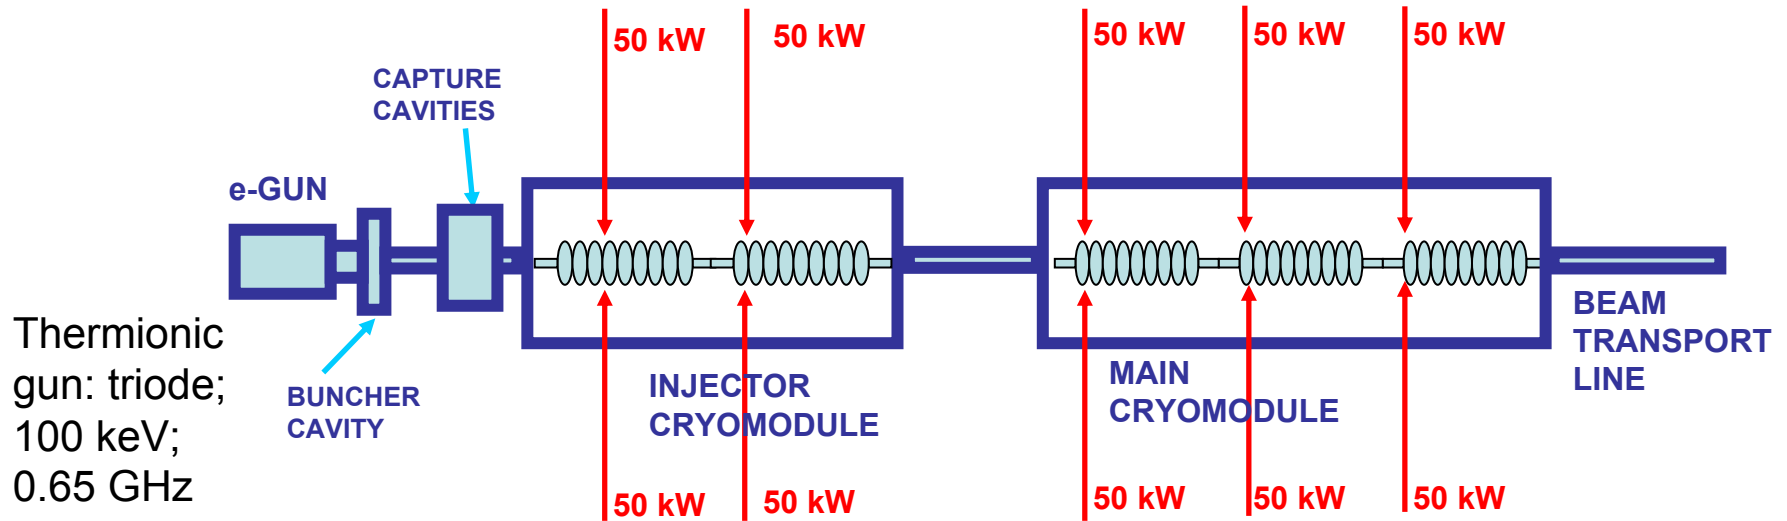 50 kW
50 kW
50 kW
50 kW
50 kW
CAPTURE
CAVITIES
e-GUN
Thermionic
gun: triode;
100 keV;
0.65 GHz
BUNCHER
CAVITY
INJECTOR
CRYOMODULE
MAIN
CRYOMODULE
BEAM
TRANSPORT
LINE
50 kW
50 kW
50 kW
50 kW
50 kW